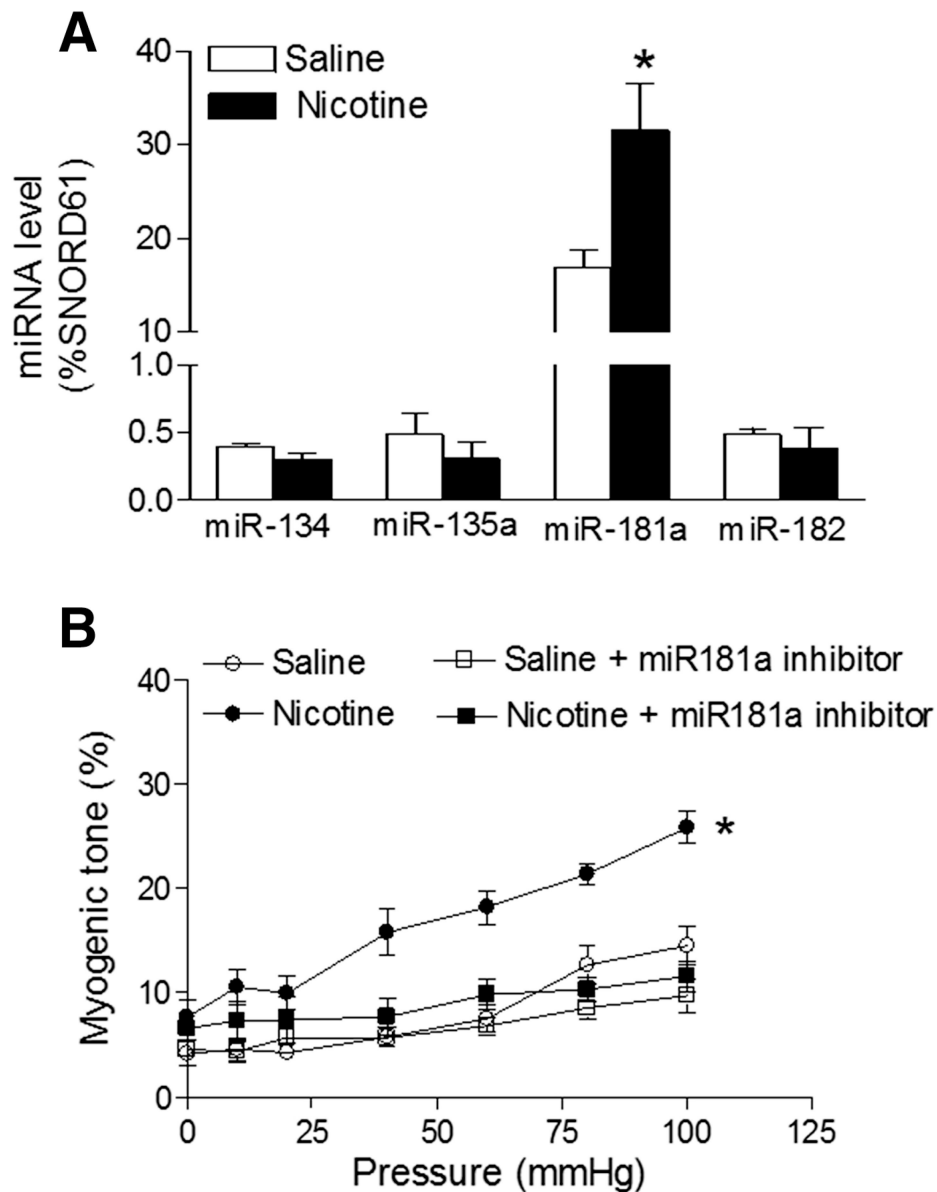 A
Saline
Nicotine
*
miRNA level
(%SNORD61)
40
30
20
10
1.0
0.5
0.0
miR-134 miR-135a miR-181a miR-182
B
Saline Saline + miR181a inhibitor
Nicotine Nicotine + miR181a inhibitor
Myogenic tone (%)
40
30
20
10
0
*
0 25 50 75 100 125
Pressure (mmHg)